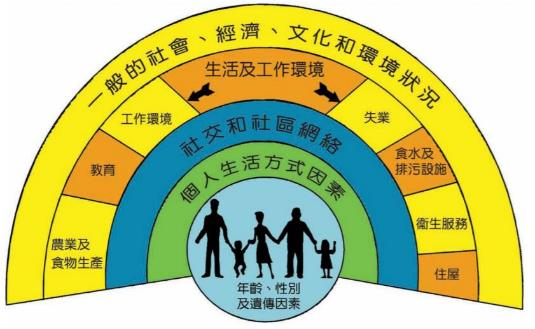 一般的社會、經濟、文化和環境狀況
生活及工作環境
工作環境
教育
農業及
食物生產
失業
食水及
排污設施
衞生服務
住屋
社交和社區網絡
個人生活方式因素
年齡、性別
及遺傳因素